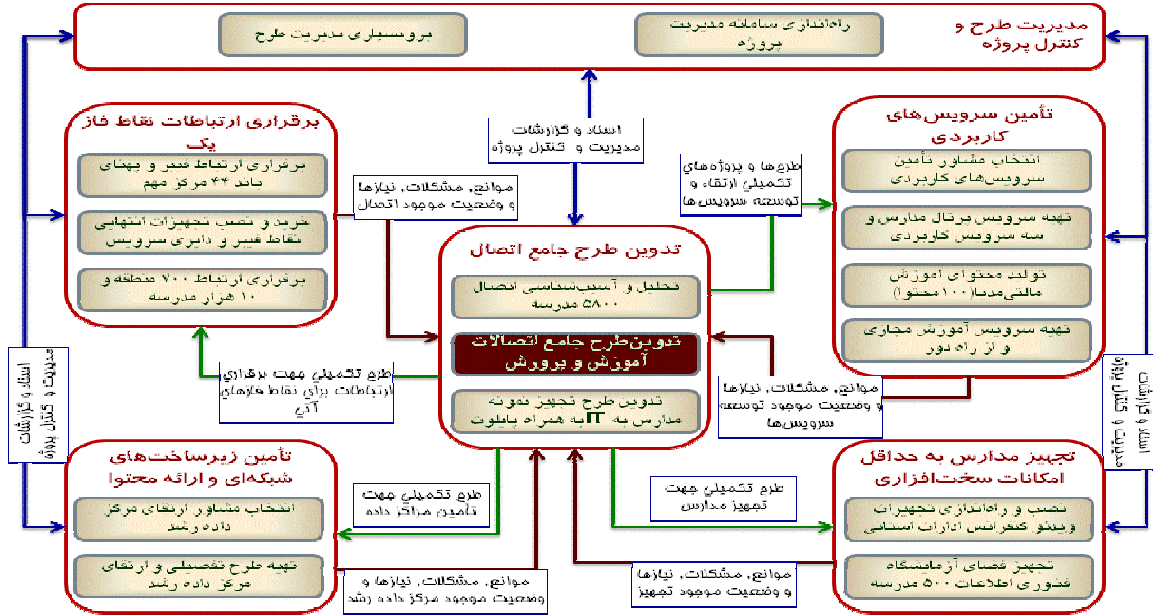 مدیریت طرح و
کنترل پروژه
راه‌اندازی سامانه مدیریت
پروژه
برونسپاری مدیریت طرح
اسناد و گزارشات
مدیریت و کنترل پروژه
برقراری ارتباطات نقاط فاز
یک
برقراری ارتباط فیبر و پهنای
باند ۴۴ مرکز مهم
خرید و نصب تجهیزات انتهایی
نقاط فیبر و دایری سرویس
برقراری ارتباط ۷۰۰ منطقه و
۱۰ هزار مدرسه
موانع, مشکلات, نیازها
و وضعیت موجود اتصال
طرح‌ها و پروژه‌های
تکمیلی ارتقاء و
توسعه سرویس‌ها
تأمین سرویس‌های
کاربردی
انتخاب مشاور تأمین
سرویس‌های کاربردی
تهیه سرویس پرتال مدارس و
سه سرویس کاربردی
تولید محتوای آموزش
مالتی‌مدیا(۱۰۰محتوا)
تهیه سرویس آموزش مجازی
و از راه دور
تدوین طرح جامع اتصال
تحلیل و آسیب‌شناسی اتصال
۵۸۰۰ مدرسه
تدوین‌طرح جامع اتصالات
آموزش و پرورش
تدوین طرح تجهیز نمونه
مدارس به IT به همراه پایلوت
طرح تکمیلی جهت برقراری
ارتباطات برای نقاط فازهای
آتی
موانع, مشکلات, نیازها
و وضعیت موجود توسعه
سرویس‌ها
اسناد و گزارشات
مدیریت و کنترل پروژه
اسناد و گزارشات
مدیریت و کنترل پروژه
تأمین زیرساخت‌های
شبکه‌ای و ارائه محتوا
انتخاب مشاور ارتقای مرکز
داده رشد
تهیه طرح تفصیلی و ارتقای
مرکز داده رشد
طرح تکمیلی جهت
تأمین مراکز داده
موانع, مشکلات, نیازها و
وضعیت موجود مرکز داده رشد
طرح تکمیلی جهت
تجهیز مدارس
موانع, مشکلات, نیازها
و وضعیت موجود تجهیز
تجهیز مدارس به حداقل
امکانات سخت‌افزاری
نصب و راه‌اندازی تجهیزات
ویدئو کنفرانس ادارات استانی
تجهیز فضای آزمایشگاه
فناوری اطلاعات ۵۰۰ مدرسه